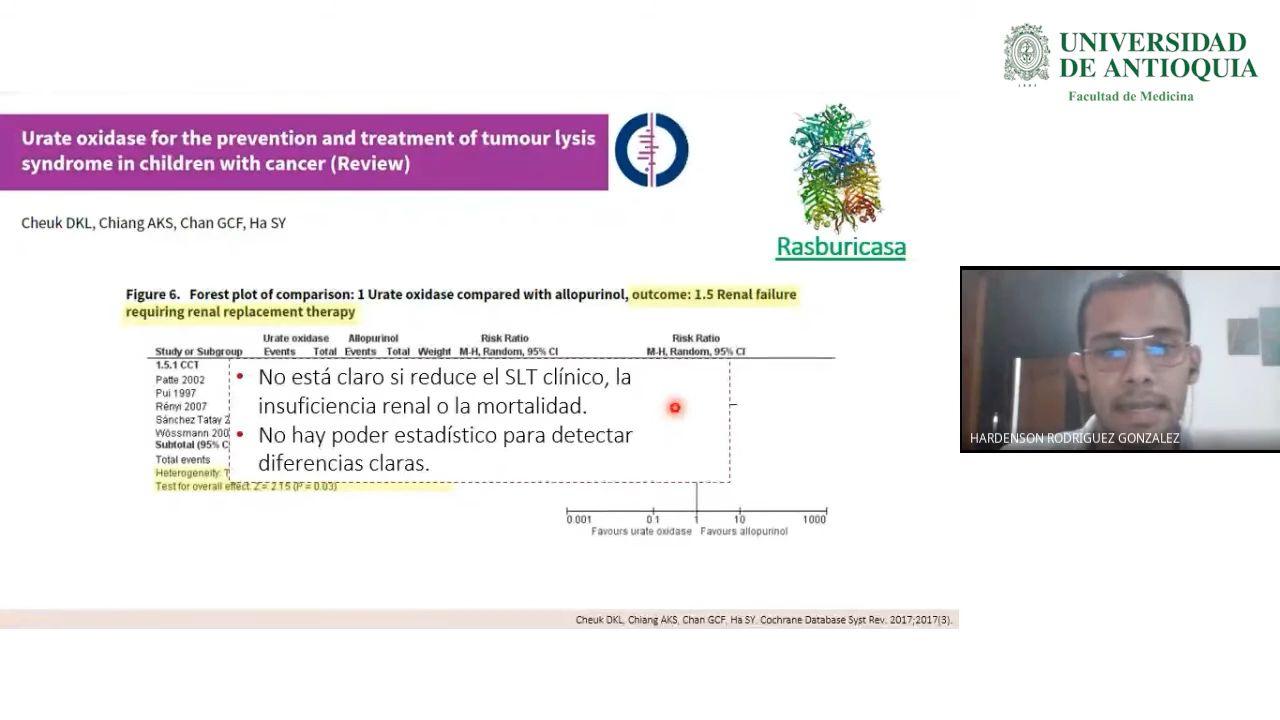 UNIVERSIDAD
DE ANTIOQUIA
Facultad de Medicina
Urate oxidase for the prevention and treatment of tumour lysis
syndrome in children with cancer (Review)
Cheuk DKL, Chiang AKS, Chan GCF, Ha SY
Rasburicasa
Figure 6. Forest plot of comparison: 1 Urate oxidase compared with allopurinol, outcome: 1.5 Renal failure
requiring renal replacement therapy
Urate oxidase Allopurinol Risk Ratio Risk Ratio
Study or Subgroup Events Total Events Total Weight M-H, Random, 95% CI M-H, Random, 95% CI
1.5.1 CCT
Patte 2002
Pui 1997
Rényi 2007
Sánchez Tatay
Wössmann
Subtotal (95% C
Total events
Heterogeneity: T
Test for overall effect: Z = 2.15 (P = 0.03)
• No está claro si reduce el SLT clínico, la
insuficiencia renal o la mortalidad.
• No hay poder estadístico para detectar
diferencias claras.
0.001 0.1 1 10 1000
Favours urate oxidase Favours allopurinol
HARDENSON RODRIGUEZ GONZALEZ
Cheuk DKL, Chiang AKS, Chan GCF, Ha SY. Cochrane Database Syst Rev. 2017;2017(3).